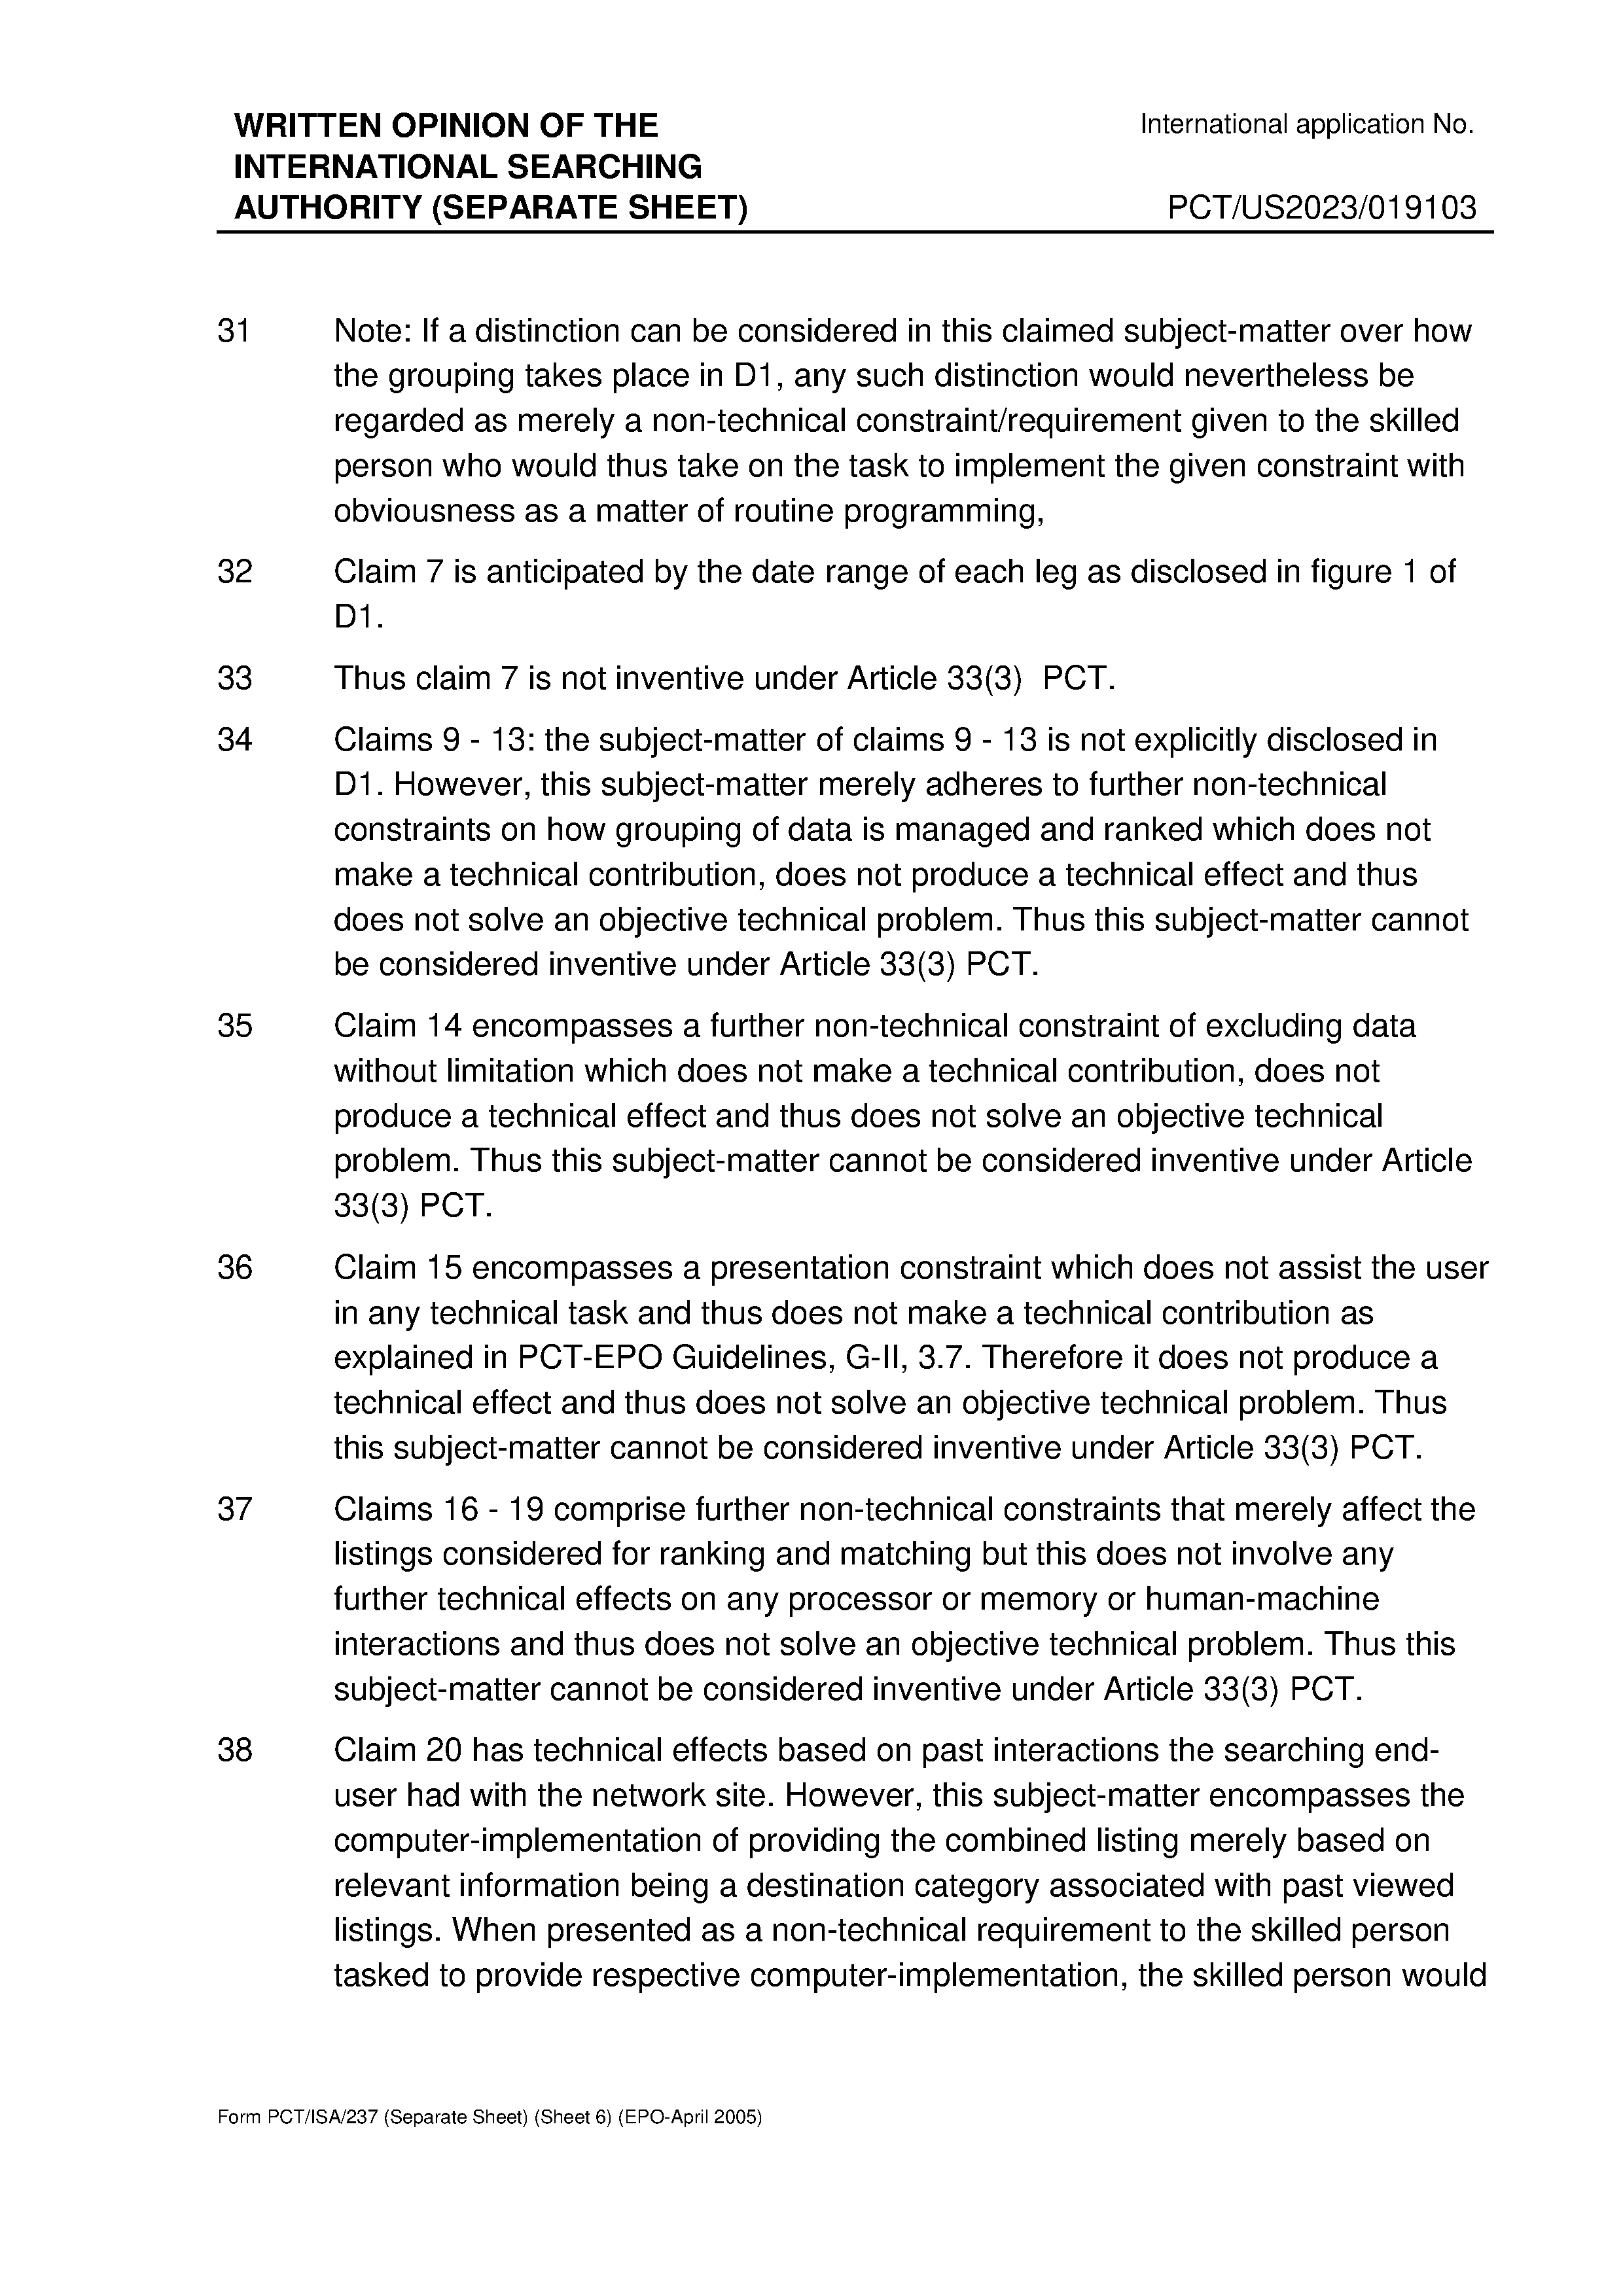 WRITTEN OPINION OF THE
INTERNATIONAL SEARCHING
AUTHORITY (SEPARATE SHEET)
International application No.
PCT/US2023/019103
31 Note: If a distinction can be considered in this claimed subject-matter over how
the grouping takes place in D1, any such distinction would nevertheless be
regarded as merely a non-technical constraint/requirement given to the skilled
person who would thus take on the task to implement the given constraint with
obviousness as a matter of routine programming,
32 Claim 7 is anticipated by the date range of each leg as disclosed in figure 1 of
D1.
33 Thus claim 7 is not inventive under Article 33(3)  PCT.
34 Claims 9 - 13: the subject-matter of claims 9 - 13 is not explicitly disclosed in
D1. However, this subject-matter merely adheres to further non-technical
constraints on how grouping of data is managed and ranked which does not
make a technical contribution, does not produce a technical effect and thus
does not solve an objective technical problem. Thus this subject-matter cannot
be considered inventive under Article 33(3) PCT.
35 Claim 14 encompasses a further non-technical constraint of excluding data
without limitation which does not make a technical contribution, does not
produce a technical effect and thus does not solve an objective technical
problem. Thus this subject-matter cannot be considered inventive under Article
33(3) PCT.
36 Claim 15 encompasses a presentation constraint which does not assist the user
in any technical task and thus does not make a technical contribution as
explained in PCT-EPO Guidelines, G-II, 3.7. Therefore it does not produce a
technical effect and thus does not solve an objective technical problem. Thus
this subject-matter cannot be considered inventive under Article 33(3) PCT.
37 Claims 16 - 19 comprise further non-technical constraints that merely affect the
listings considered for ranking and matching but this does not involve any
further technical effects on any processor or memory or human-machine
interactions and thus does not solve an objective technical problem. Thus this
subject-matter cannot be considered inventive under Article 33(3) PCT.
38 Claim 20 has technical effects based on past interactions the searching end-
user had with the network site. However, this subject-matter encompasses the
computer-implementation of providing the combined listing merely based on
relevant information being a destination category associated with past viewed
listings. When presented as a non-technical requirement to the skilled person
tasked to provide respective computer-implementation, the skilled person would
Form PCT/ISA/237 (Separate Sheet) (Sheet 6) (EPO-April 2005)